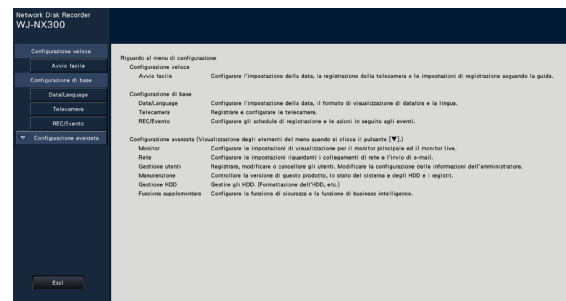 Network Disk Recorder
WJ-NX300
Configurazione veloce
Avvio facile
Configurazione di base
Data/Language
Telecamera
REC/Evento
▼ Configurazione avanzata
Esci
Riguardo al menu di configurazione
Configurazione veloce
Avvio facile Configurare l'impostazione della data, la registrazione della telecamera e le impostazioni di registrazione seguendo la guida.
Configurazione di base
Data/Language Configurare l'impostazione della data, il formato di visualizzazione di data/ora e la lingua.
Telecamera Registrare e configurare le telecamere.
REC/Evento Configurare gli schedule di registrazione e le azioni in seguito agli eventi.
Configurazione avanzata (Visualizzazione degli elementi del menu quando si clicca il pulsante [▼].)
Monitor Configurare le impostazioni di visualizzazione per il monitor principale ed il monitor live.
Rete Configurare le impostazioni riguardanti i collegamenti di rete e l'invio di e-mail.
Gestione utenti Registrare, modificare o cancellare gli utenti. Modificare la configurazione delle informazioni dell'amministratore.
Manutenzione Controllare la versione di questo prodotto, lo stato del sistema e degli HDD e i registri.
Gestione HDD Gestire gli HDD. (Formattazione dell'HDD, etc.)
Funzione supplementare Configurare la funzione di sicurezza e la funzione di business intelligence.